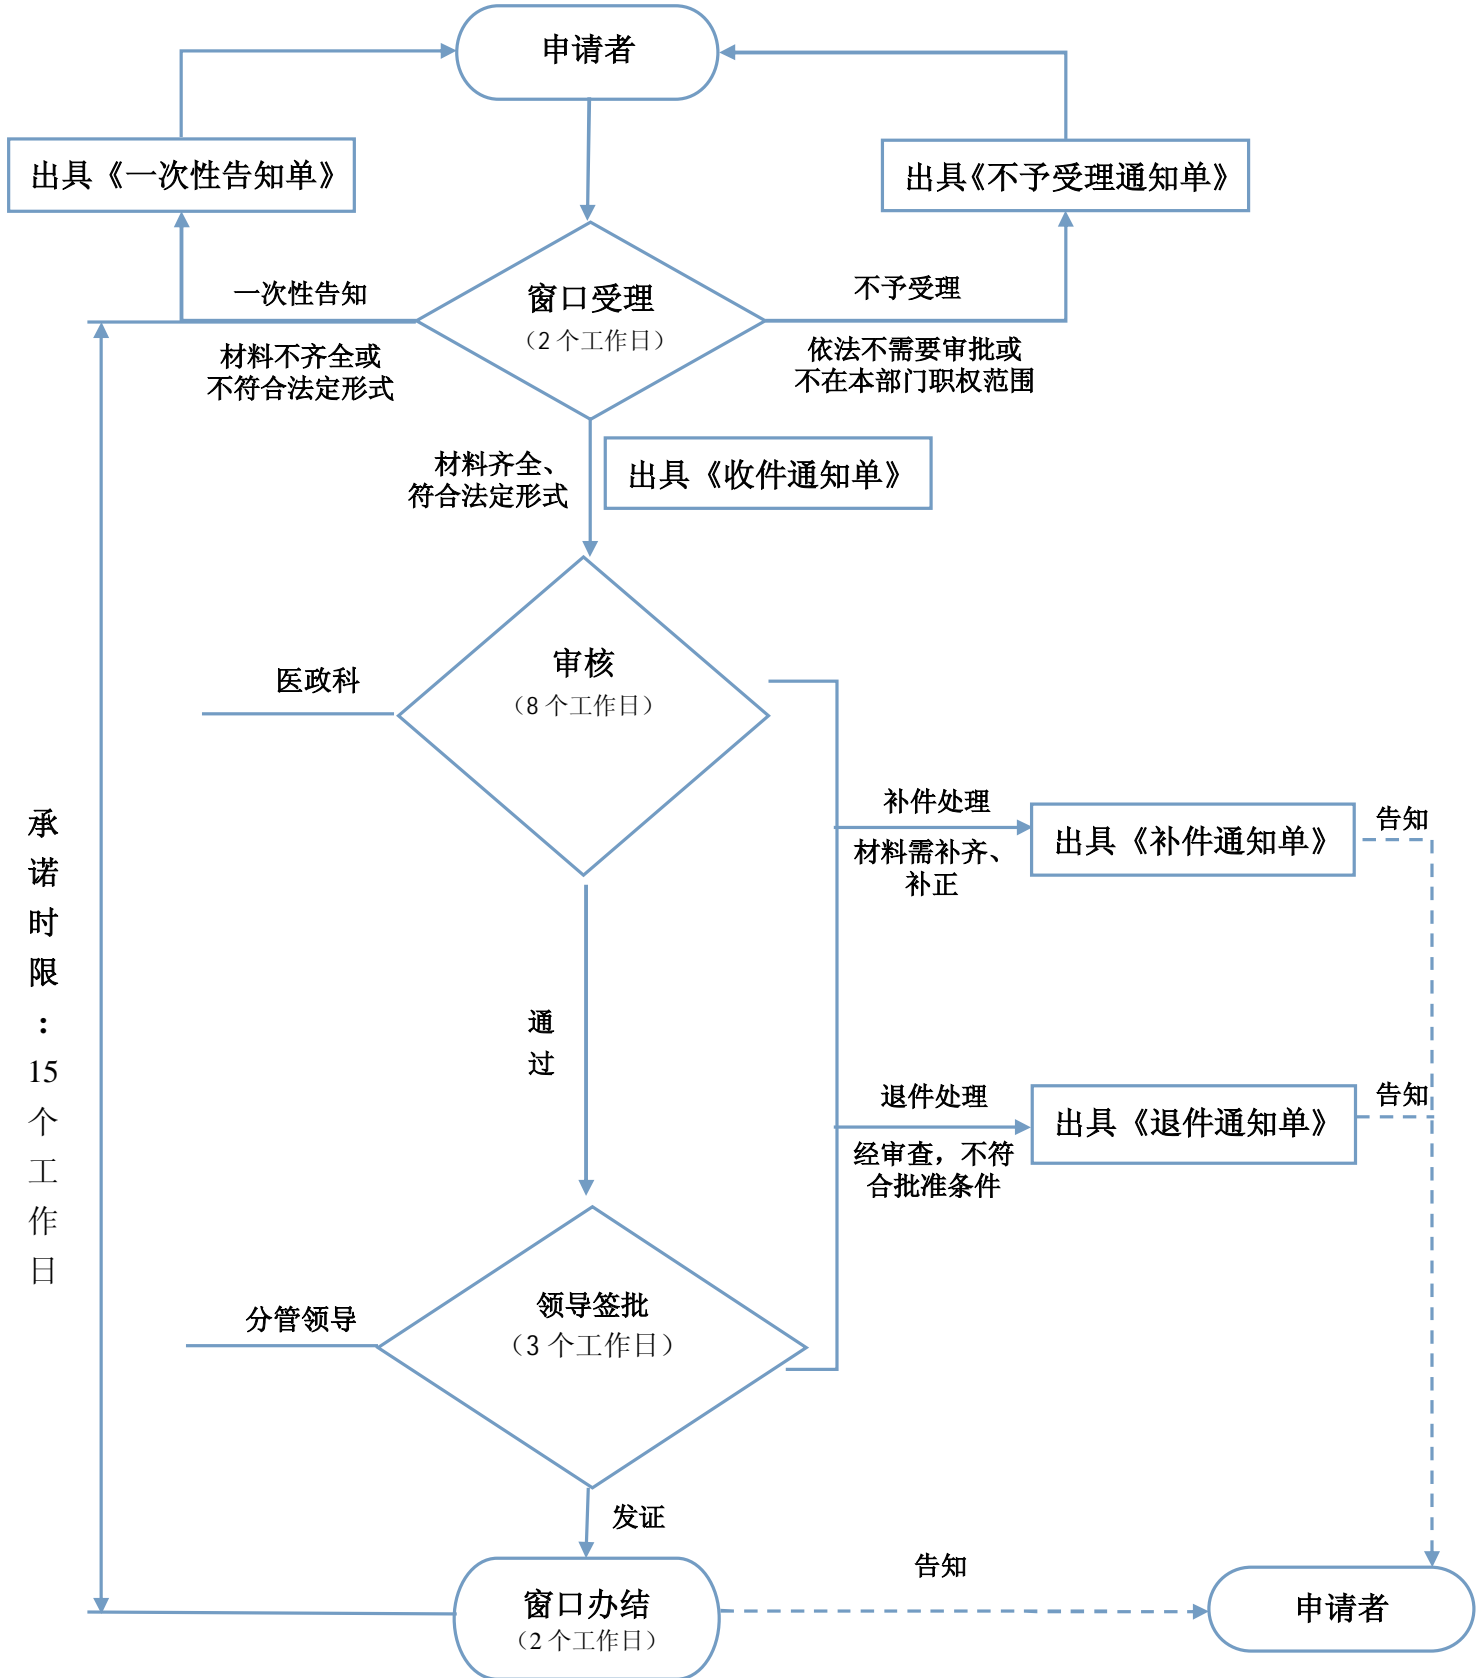 申请者
出具《一次性告知单》
出具《不予受理通知单》
一次性告知
窗口受理
（2 个工作日）
不予受理
材料不齐全或
不符合法定形式
依法不需要审批或
不在本部门职权范围
材料齐全、
符合法定形式
出具《收件通知单》
医政科
审核
（8 个工作日）
补件处理
材料需补齐、
补正
出具《补件通知单》
告知
承
诺
时
限
：
15
个
工
作
日
通
过
退件处理
经审查，不符
合批准条件
出具《退件通知单》
告知
分管领导
领导签批
（3 个工作日）
发证
窗口办结
（2 个工作日）
告知
申请者